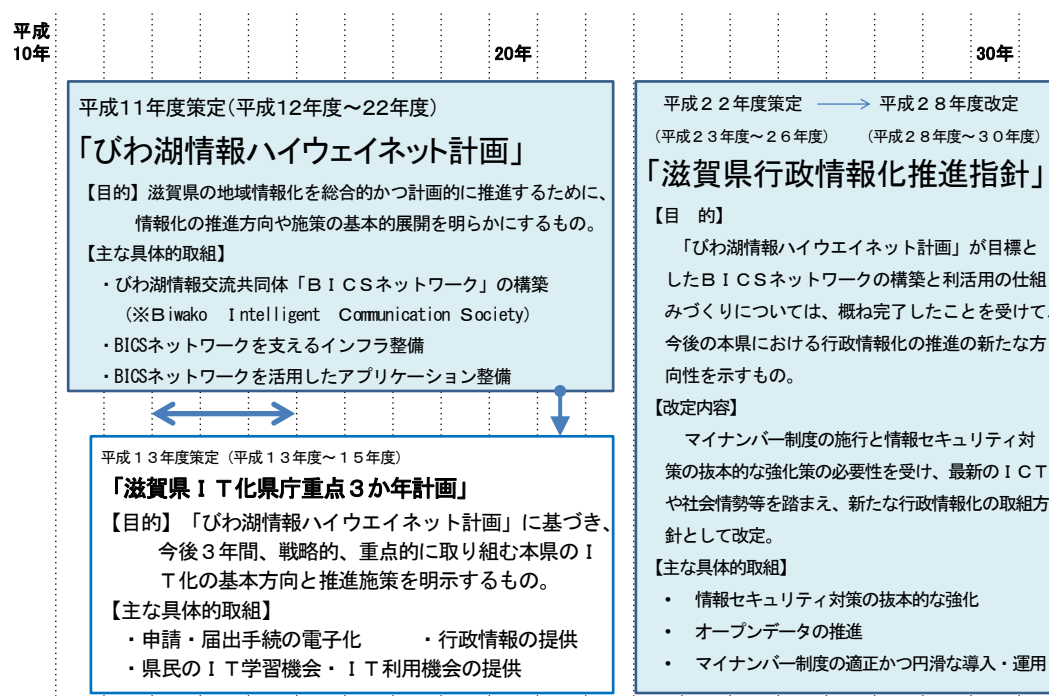 平成
10年
20年
30年
平成11年度策定(平成12年度～22年度)
「びわ湖情報ハイウェイネット計画」
【目的】滋賀県の地域情報化を総合的かつ計画的に推進するために、
情報化の推進方向や施策の基本的展開を明らかにするもの。
【主な具体的取組】
・びわ湖情報交流共同体「ＢＩＣＳネットワーク」の構築
（※Ｂiwako　Ｉntelligent　Ｃommunication Ｓociety）
・BICSネットワークを支えるインフラ整備
・BICSネットワークを活用したアプリケーション整備
平成１３年度策定（平成１３年度～１５年度）
「滋賀県ＩＴ化県庁重点３か年計画」
【目的】「びわ湖情報ハイウエイネット計画」に基づき、
今後３年間、戦略的、重点的に取り組む本県のＩ
Ｔ化の基本方向と推進施策を明示するもの。
【主な具体的取組】
・申請・届出手続の電子化　　・行政情報の提供
・県民のＩＴ学習機会・ＩＴ利用機会の提供
平成２２年度策定 → 平成２８年度改定
（平成２３年度～２６年度）　（平成２８年度～３０年度）
「滋賀県行政情報化推進指針」
【目　的】
「びわ湖情報ハイウエイネット計画」が目標と
したＢＩＣＳネットワークの構築と利活用の仕組
みづくりについては、概ね完了したことを受けて、
今後の本県における行政情報化の推進の新たな方
向性を示すもの。
【改定内容】
マイナンバー制度の施行と情報セキュリティ対
策の抜本的な強化策の必要性を受け、最新のＩＣＴ
や社会情勢等を踏まえ、新たな行政情報化の取組方
針として改定。
【主な具体的取組】
• 情報セキュリティ対策の抜本的な強化
• オープンデータの推進
• マイナンバー制度の適正かつ円滑な導入・運用